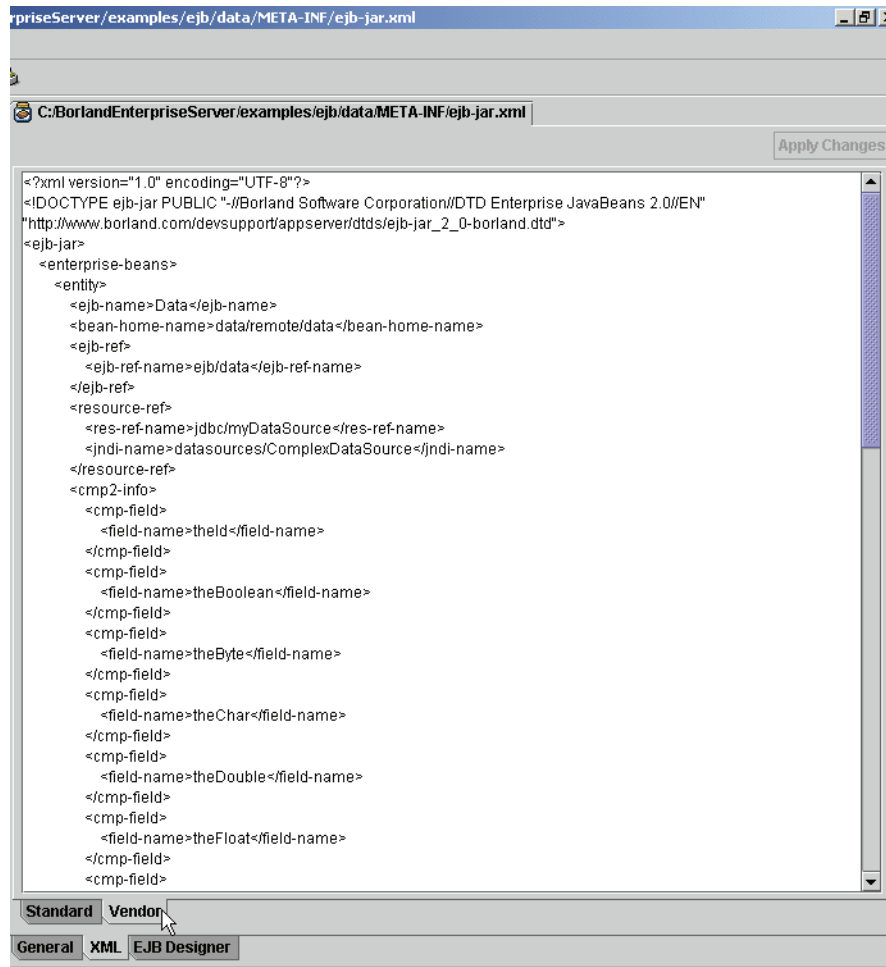 rpriseServer/examples/ejb/data/META-INF/ejb-jar.xml
C:/BorlandEnterpriseServer/examples/ejb/data/META-INF/ejb-jar.xml
Apply Changes
<?xml version="1.0" encoding="UTF-8"?>
<!DOCTYPE ejb-jar PUBLIC "-//Borland Software Corporation//DTD Enterprise JavaBeans 2.0//EN"
"http://www.borland.com/devsupport/appserver/dtds/ejb-jar_2_0-borland.dtd">
<ejb-jar>
<enterprise-beans>
<entity>
<ejb-name>Data</ejb-name>
<bean-home-name>data/remote/data</bean-home-name>
<ejb-ref>
<ejb-ref-name>ejb/data</ejb-ref-name>
</ejb-ref>
<resource-ref>
<res-ref-name>jdbc/myDataSource</res-ref-name>
<jndi-name>datasources/ComplexDataSource</jndi-name>
</resource-ref>
<cmp2-info>
<cmp-field>
<field-name>theId</field-name>
</cmp-field>
<cmp-field>
<field-name>theBoolean</field-name>
</cmp-field>
<cmp-field>
<field-name>theByte</field-name>
</cmp-field>
<cmp-field>
<field-name>theChar</field-name>
</cmp-field>
<cmp-field>
<field-name>theDouble</field-name>
</cmp-field>
<cmp-field>
<field-name>theFloat</field-name>
</cmp-field>
<cmp-field>
Standard Vendor
General XML EJB Designer